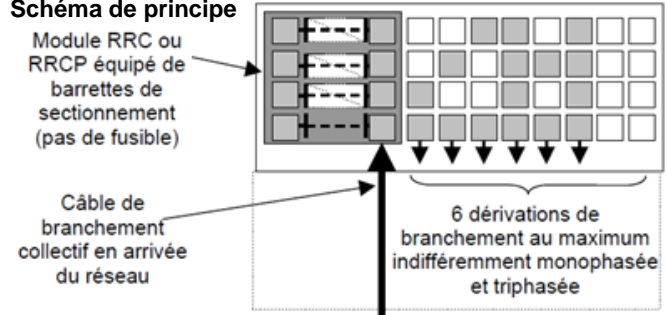 Schéma de principe
Module RRC ou
RRCP équipé de
barrettes de
sectionnement
(pas de fusible)
Câble de
branchement
collectif en arrivée
du réseau
6 dérivations de
branchement au maximum
indifféremment monophasée
et triphasée